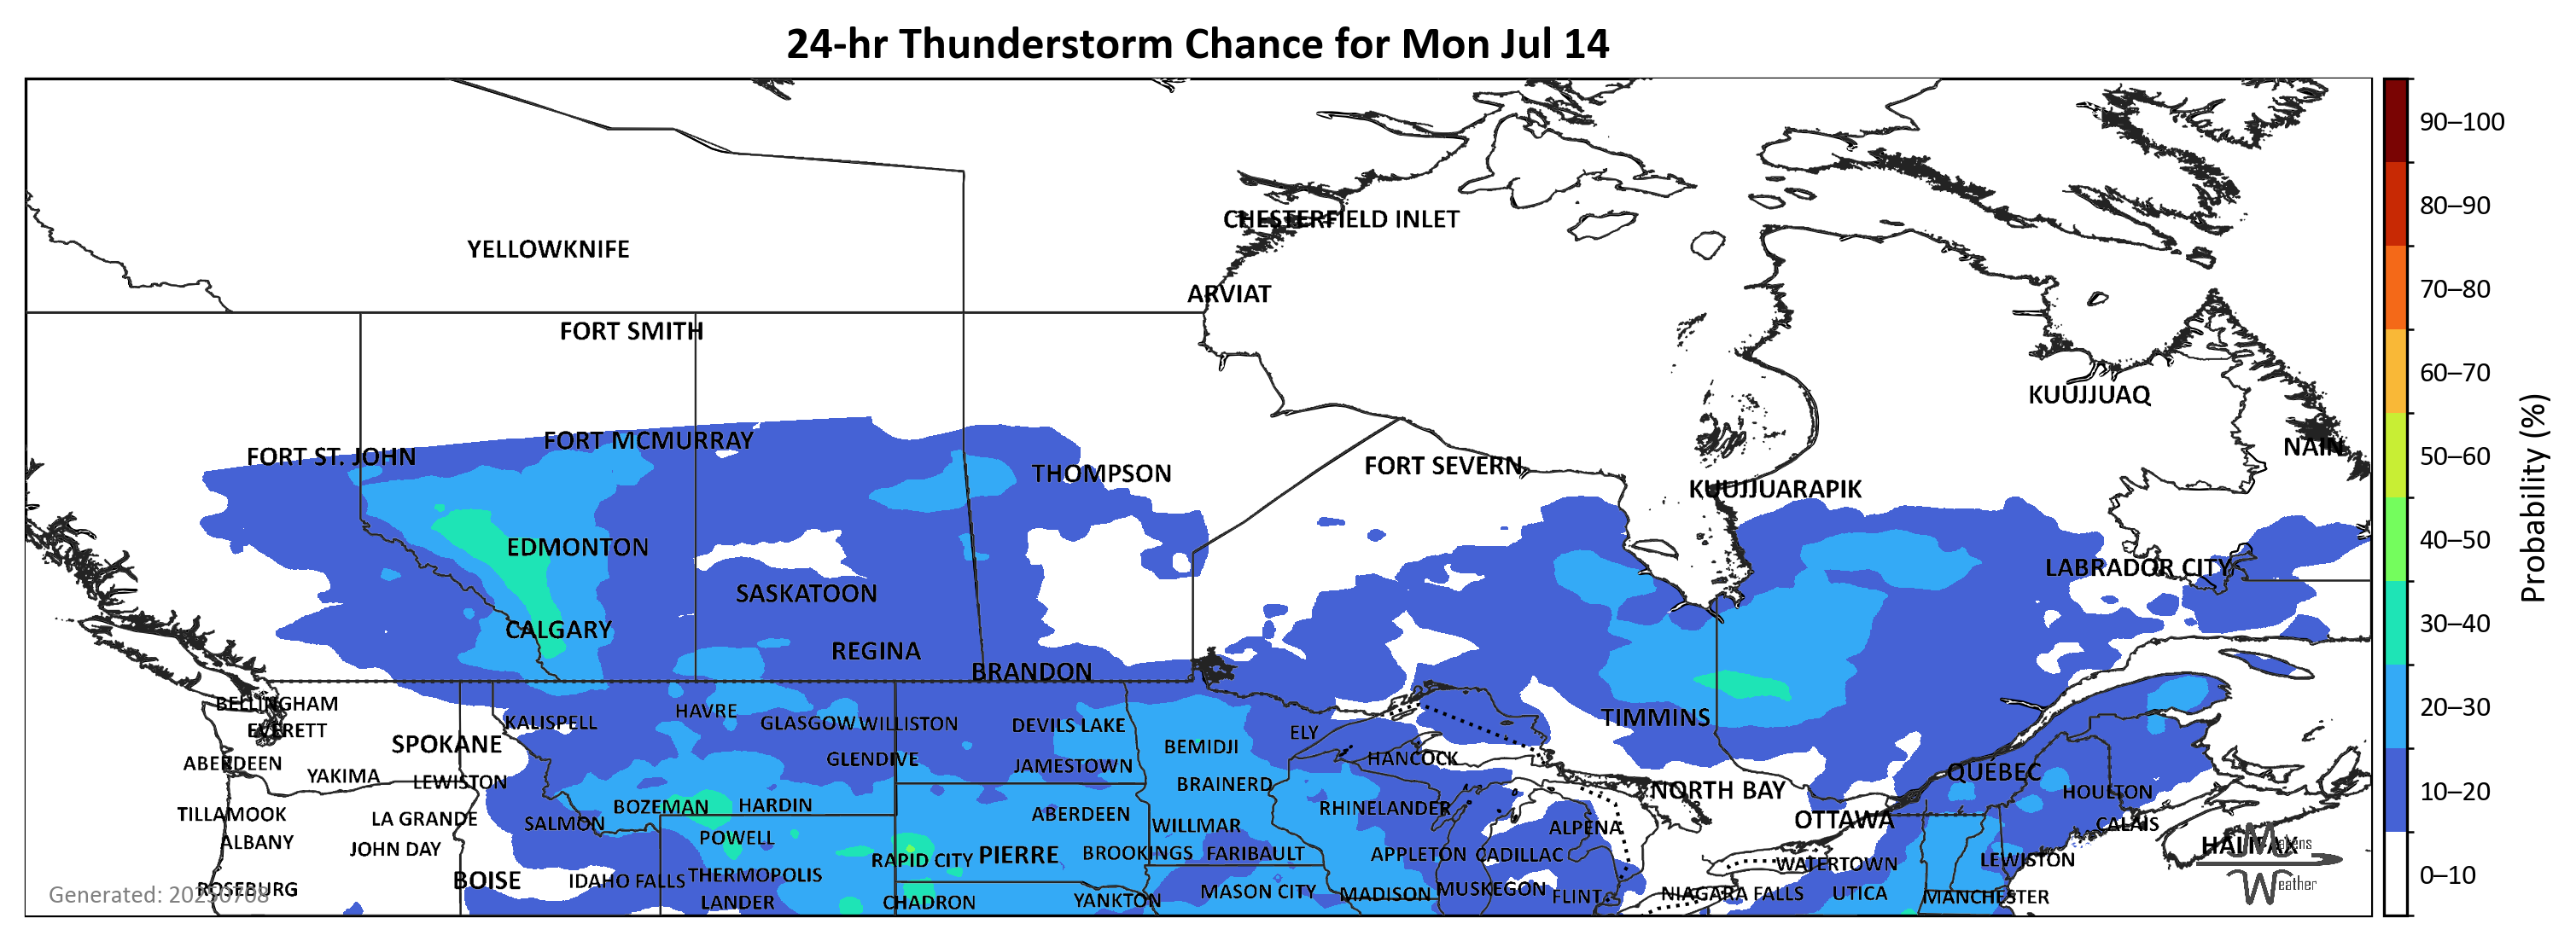 24-hr Thunderstorm Chance for Mon Jul 14
90–100
80–90
CHESTERFIELD INLET
YELLOWKNIFE
70–80
ARVIAT
FORT SMITH
60–70
KUUJJUAQ
FORT MCMURRAY
NAIN
50–60
FORT ST. JOHN
FORT SEVERN
THOMPSON
KUUJJUARAPIK
40–50
EDMONTON
Probability (%)
LABRADOR CITY
SASKATOON
30–40
CALGARY
REGINA
BRANDON
BELLINGHAM
20–30
KALISPELL HAVRE GLASGOW WILLISTON DEVILS LAKE
TIMMINS
EVERETT
ELY
SPOKANE
BEMIDJI
ABERDEEN
GLENDIVE
HANCOCK
JAMESTOWN
QUÉBEC
YAKIMA
LEWISTON
BRAINERD
NORTH BAY
HOULTON
10–20
BOZEMAN HARDIN
RHINELANDER
TILLAMOOK
LA GRANDE
ABERDEEN
OTTAWA
SALMON
WILLMAR
ALPENA
CALAIS
POWELL
ALBANY
JOHN DAY
HALIFAX
Makens
RAPID CITY PIERRE BROOKINGS FARIBAULT APPLETON CADILLAC
WATERTOWN
LEWISTON
0–10
BOISE
IDAHO FALLS
THERMOPOLIS
Weather
ROSEBURG
Generated: 20250708
MASON CITY
MADISON
MUSKEGON
FLINT
NIAGARA FALLS
UTICA
MANCHESTER
LANDER
CHADRON
YANKTON